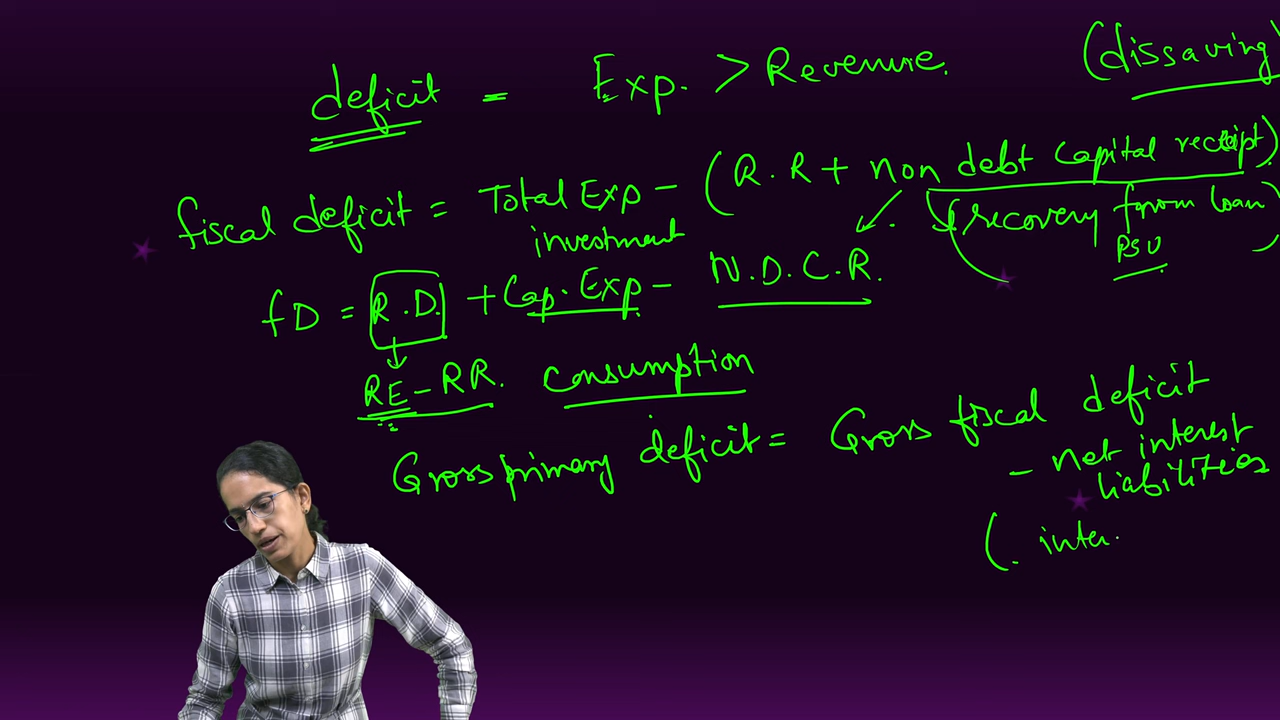 deficit = Exp. > Revenue. (dissaving)
fiscal deficit = Total Exp - (R.R + non debt Capital receipt)
investment
(recovery from loan)
PSU
fD = R.D. + Cap. Exp - N.D.C.R.
RE - RR. Consumption
Gross primary deficit = Gross fiscal deficit
- net interest
liabilities
(. inter.